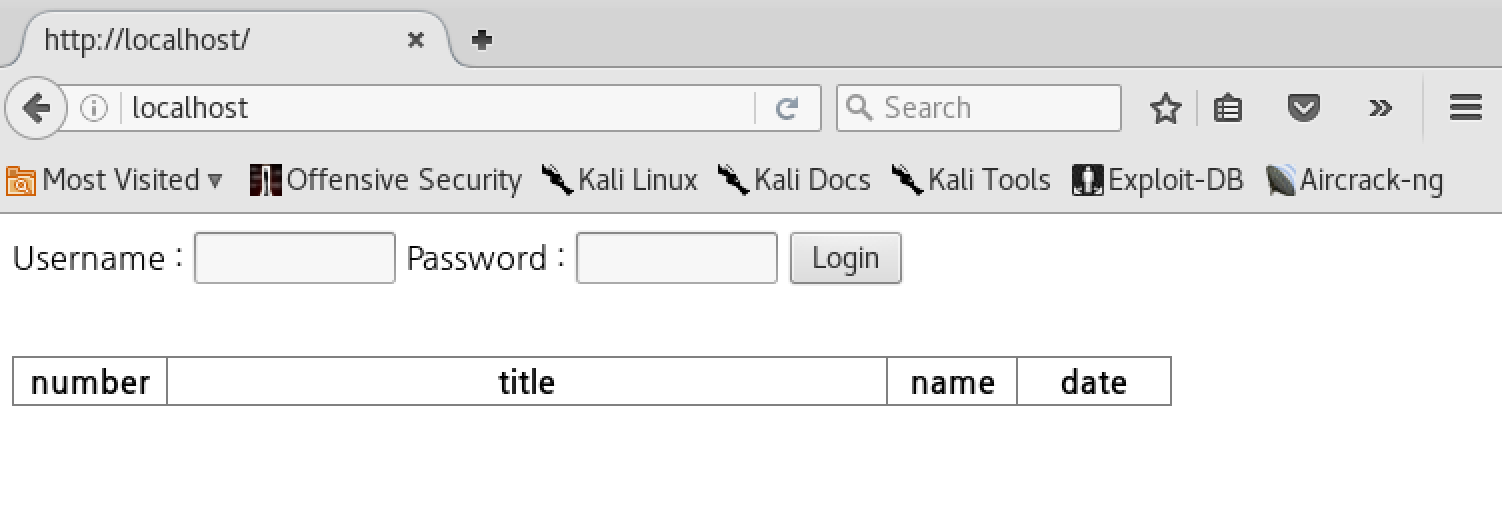 http://localhost/
localhost Search
Most Visited Offensive Security Kali Linux Kali Docs Kali Tools Exploit-DB Aircrack-ng
Username : Password : Login
number title name date